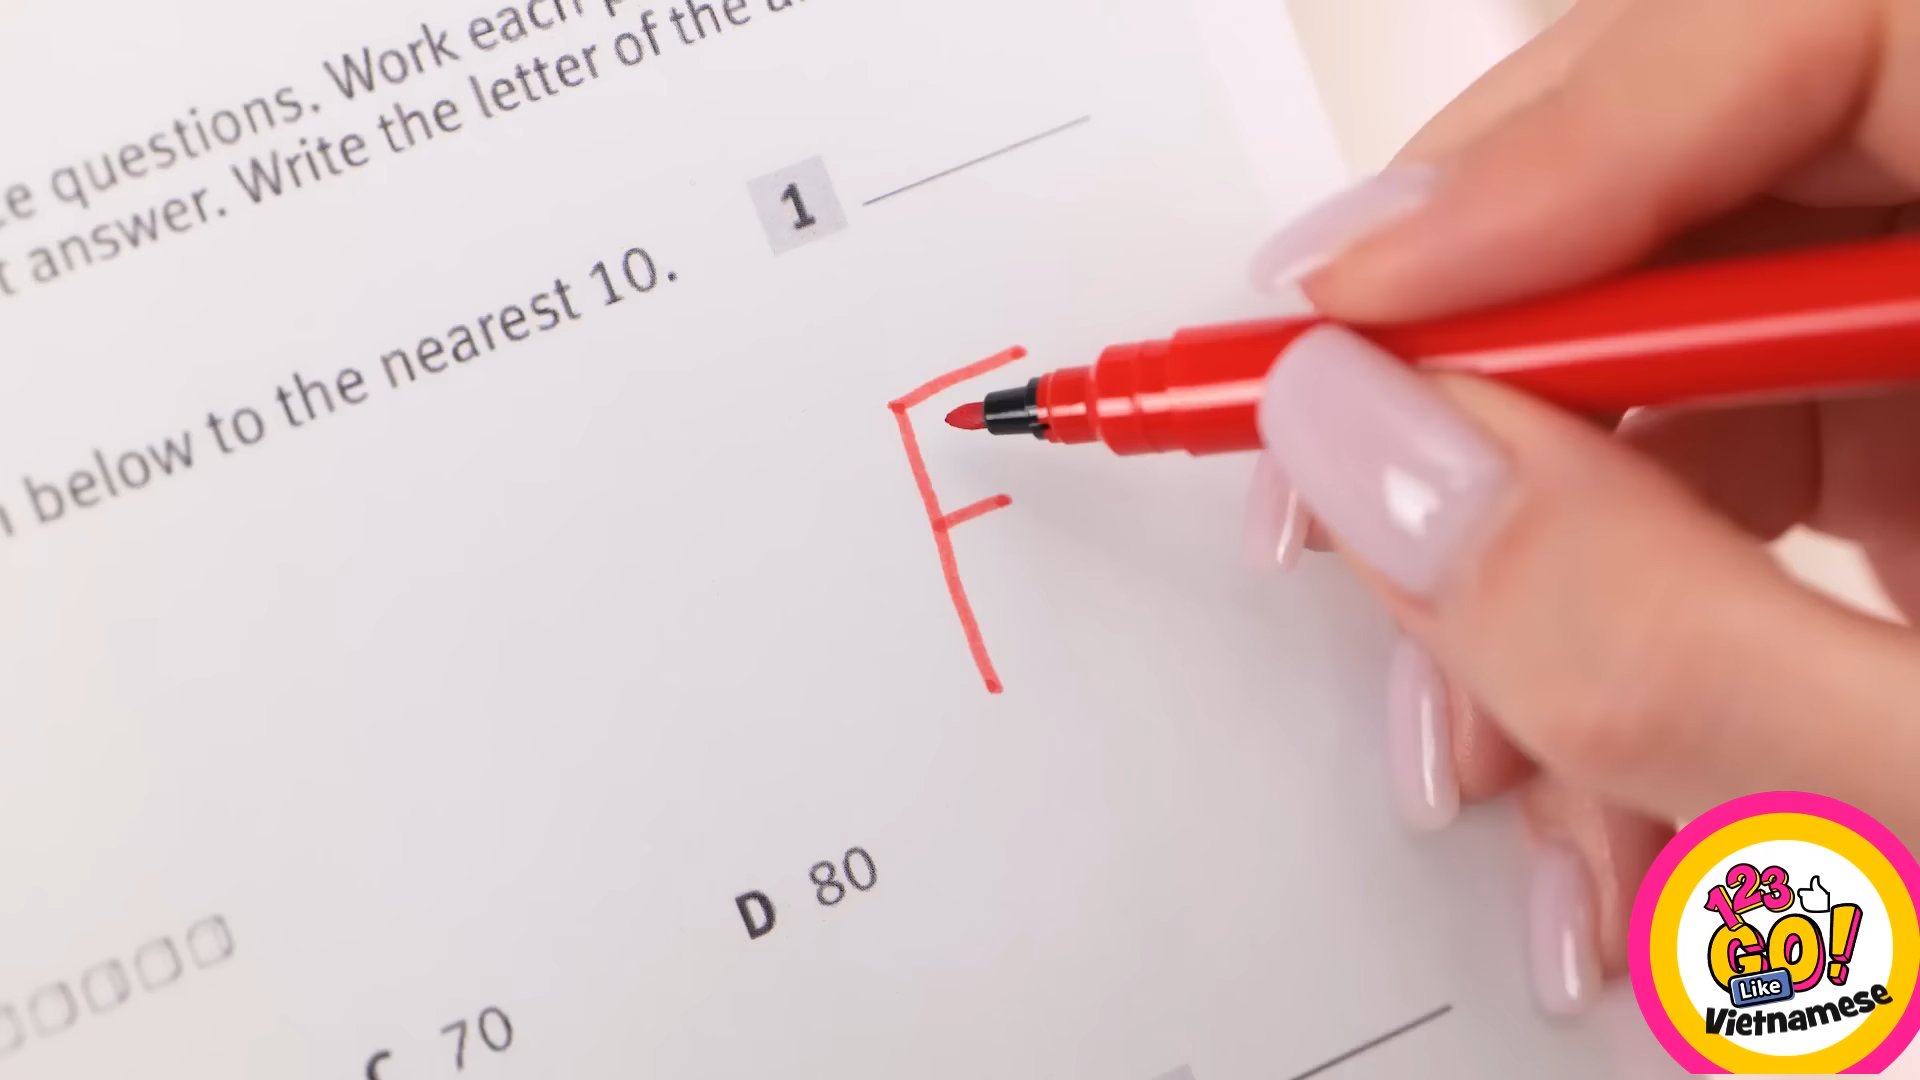 questions. Work each
answer. Write the letter of the
1
below to the nearest 10.
F
D 80
C 70
123
GO!
Like
Vietnamese